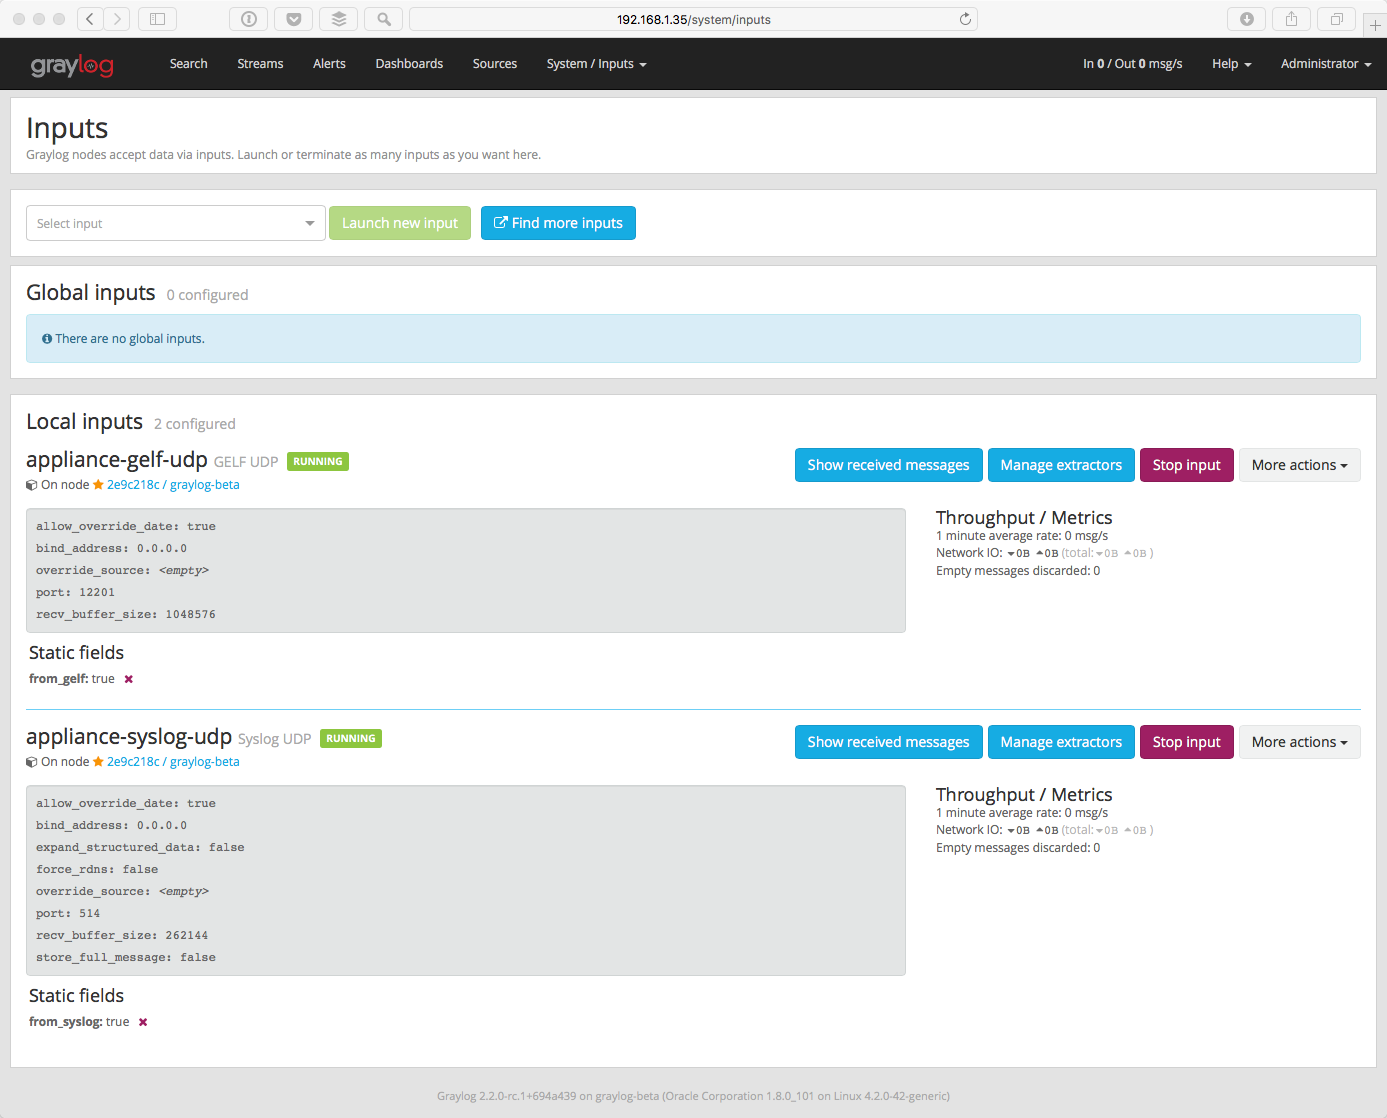 192.168.1.35/system/inputs
graylog
Search Streams Alerts Dashboards Sources System / Inputs In 0 / Out 0 msg/s Help Administrator
Inputs
Graylog nodes accept data via inputs. Launch or terminate as many inputs as you want here.
Select input Launch new input Find more inputs
Global inputs 0 configured
There are no global inputs.
Local inputs 2 configured
appliance-gelf-udp GELF UDP RUNNING Show received messages Manage extractors Stop input More actions
On node 2e9c218c / graylog-beta
allow_override_date: true
bind_address: 0.0.0.0
override_source: <empty>
port: 12201
recv_buffer_size: 1048576
Throughput / Metrics
1 minute average rate: 0 msg/s
Network IO: 0B 0B (total: 0B 0B )
Empty messages discarded: 0
Static fields
from_gelf: true
appliance-syslog-udp Syslog UDP RUNNING Show received messages Manage extractors Stop input More actions
On node 2e9c218c / graylog-beta
allow_override_date: true
bind_address: 0.0.0.0
expand_structured_data: false
force_rdns: false
override_source: <empty>
port: 514
recv_buffer_size: 262144
store_full_message: false
Throughput / Metrics
1 minute average rate: 0 msg/s
Network IO: 0B 0B (total: 0B 0B )
Empty messages discarded: 0
Static fields
from_syslog: true
Graylog 2.2.0-rc.1+694a439 on graylog-beta (Oracle Corporation 1.8.0_101 on Linux 4.2.0-42-generic)